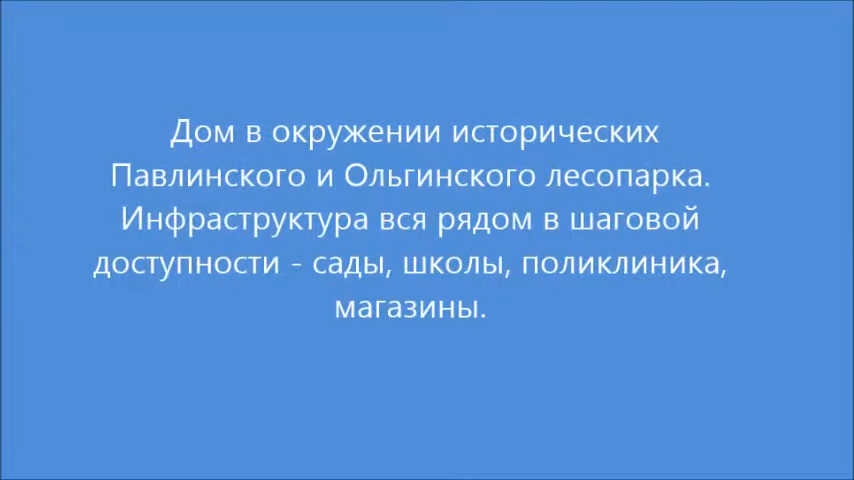 Дом в окружении исторических
Павлинского и Ольгинского лесопарка.
Инфраструктура вся рядом в шаговой
доступности - сады, школы, поликлиника,
магазины.